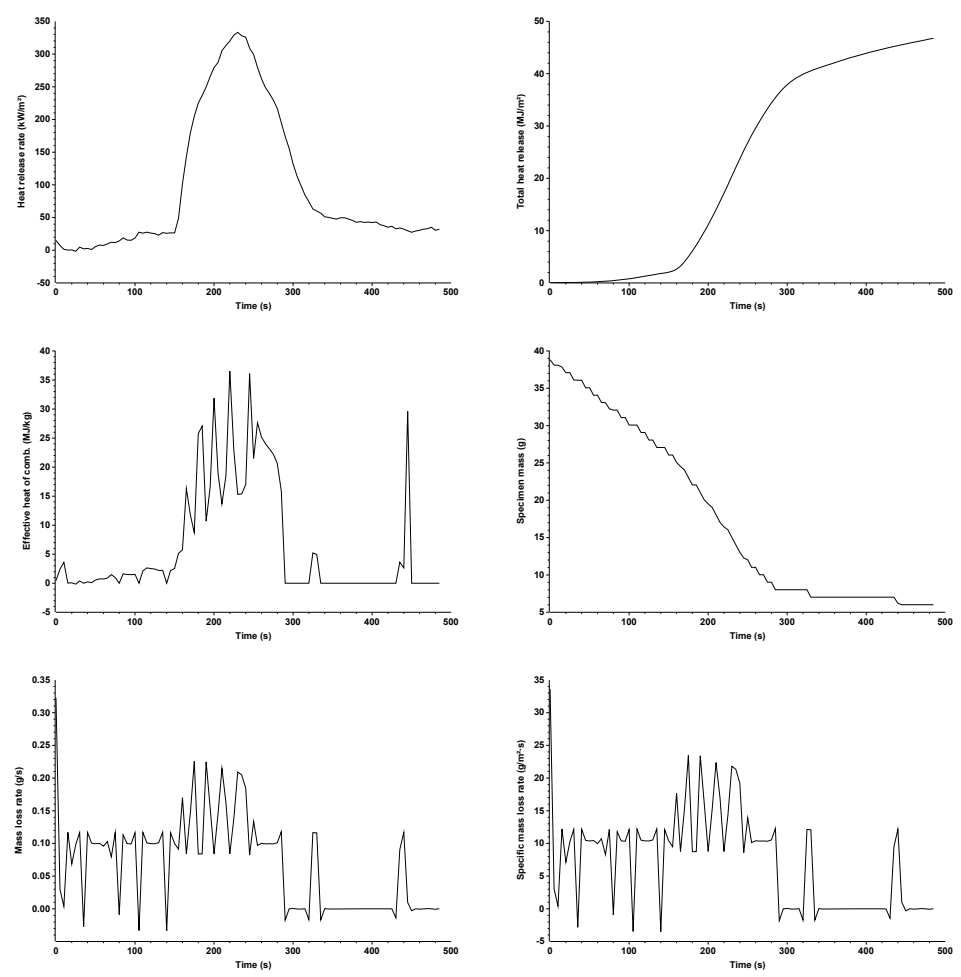 Heat release rate (kW/m²)
350
300
250
200
150
100
50
0
-50
0 100 200 300 400 500
Time (s)
Total heat release (MJ/m²)
50
40
30
20
10
0
0 100 200 300 400 500
Time (s)
Effective heat of comb. (MJ/kg)
40
35
30
25
20
15
10
5
0
-5
0 100 200 300 400 500
Time (s)
Specimen mass (g)
40
35
30
25
20
15
10
5
0 100 200 300 400 500
Time (s)
Mass loss rate (g/s)
0.35
0.30
0.25
0.20
0.15
0.10
0.05
0.00
0 100 200 300 400 500
Time (s)
Specific mass loss rate (g/m²·s)
35
30
25
20
15
10
5
0
-5
0 100 200 300 400 500
Time (s)